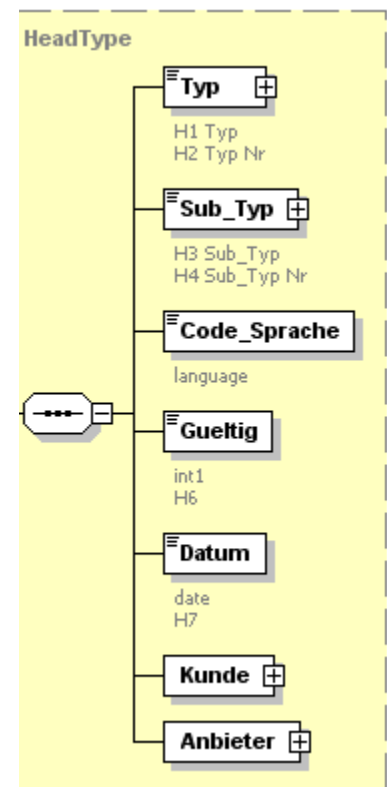 HeadType
Typ
H1 Typ
H2 Typ Nr
Sub_Typ
H3 Sub_Typ
H4 Sub_Typ Nr
Code_Sprache
language
Gueltig
int1
H6
Datum
date
H7
Kunde
Anbieter